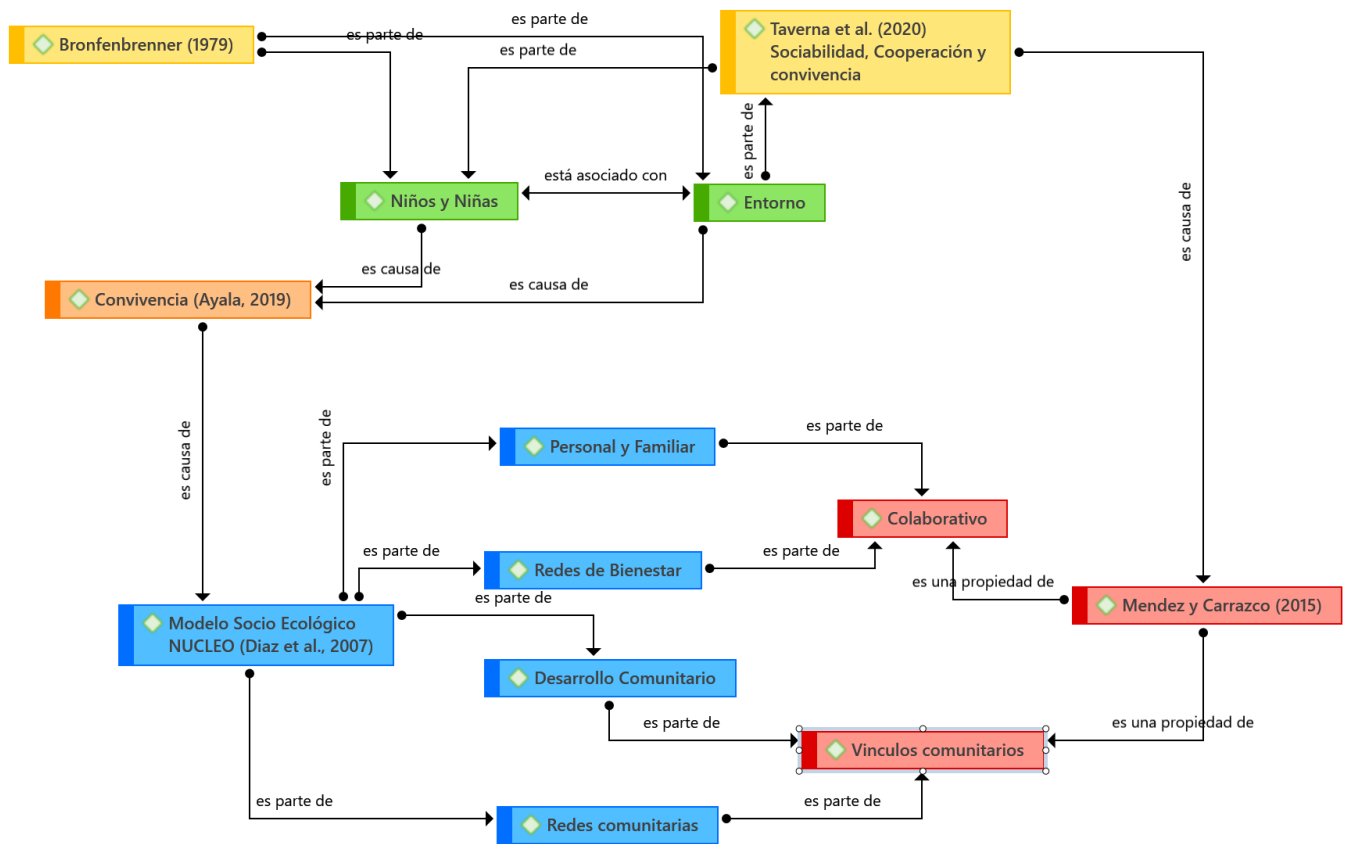 es parte de
Bronfenbrenner (1979)
es parte de
es parte de
Taverna et al. (2020)
Sociabilidad, Cooperación y
convivencia
es parte de
está asociado con
Niños y Niñas
Entorno
es causa de
es causa de
es causa de
Convivencia (Ayala, 2019)
es causa de
es parte de
Personal y Familiar
es parte de
Colaborativo
es parte de
Redes de Bienestar
es parte de
es una propiedad de
Mendez y Carrazco (2015)
es parte de
Modelo Socio Ecológico
NUCLEO (Diaz et al., 2007)
Desarrollo Comunitario
es parte de
es una propiedad de
Vinculos comunitarios
es parte de
Redes comunitarias
es parte de